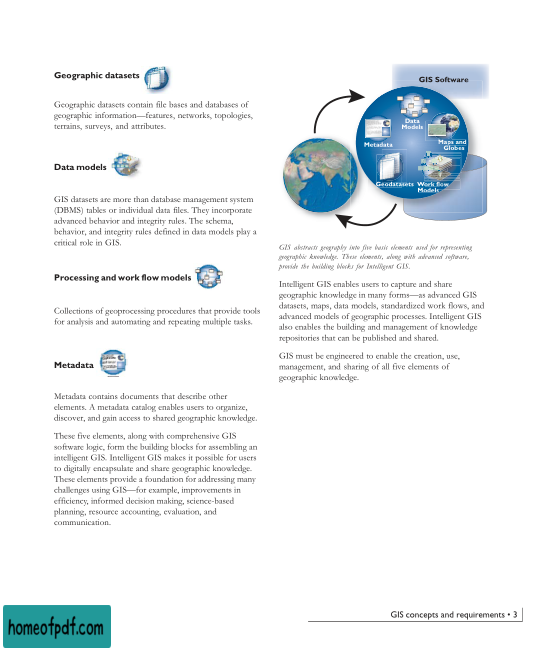 Geographic datasets
Geographic datasets contain file bases and databases of
geographic information—features, networks, topologies,
terrains, surveys, and attributes.
Data models
GIS datasets are more than database management system
(DBMS) tables or individual data files. They incorporate
advanced behavior and integrity rules. The schema,
behavior, and integrity rules defined in data models play a
critical role in GIS.
Processing and work flow models
Collections of geoprocessing procedures that provide tools
for analysis and automating and repeating multiple tasks.
Metadata
Metadata contains documents that describe other
elements. A metadata catalog enables users to organize,
discover, and gain access to shared geographic knowledge.
These five elements, along with comprehensive GIS
software logic, form the building blocks for assembling an
intelligent GIS. Intelligent GIS makes it possible for users
to digitally encapsulate and share geographic knowledge.
These elements provide a foundation for addressing many
challenges using GIS—for example, improvements in
efficiency, informed decision making, science-based
planning, resource accounting, evaluation, and
communication.
GIS Software
Data
Models
Metadata
Maps and
Globes
Geodatasets
Work flow
Models
GIS abstracts geography into five basic elements used for representing
geographic knowledge. These elements, along with advanced software,
provide the building blocks for Intelligent GIS.
Intelligent GIS enables users to capture and share
geographic knowledge in many forms—as advanced GIS
datasets, maps, data models, standardized work flows, and
advanced models of geographic processes. Intelligent GIS
also enables the building and management of knowledge
repositories that can be published and shared.
GIS must be engineered to enable the creation, use,
management, and sharing of all five elements of
geographic knowledge.
GIS concepts and requirements • 3
homeofpdf.com